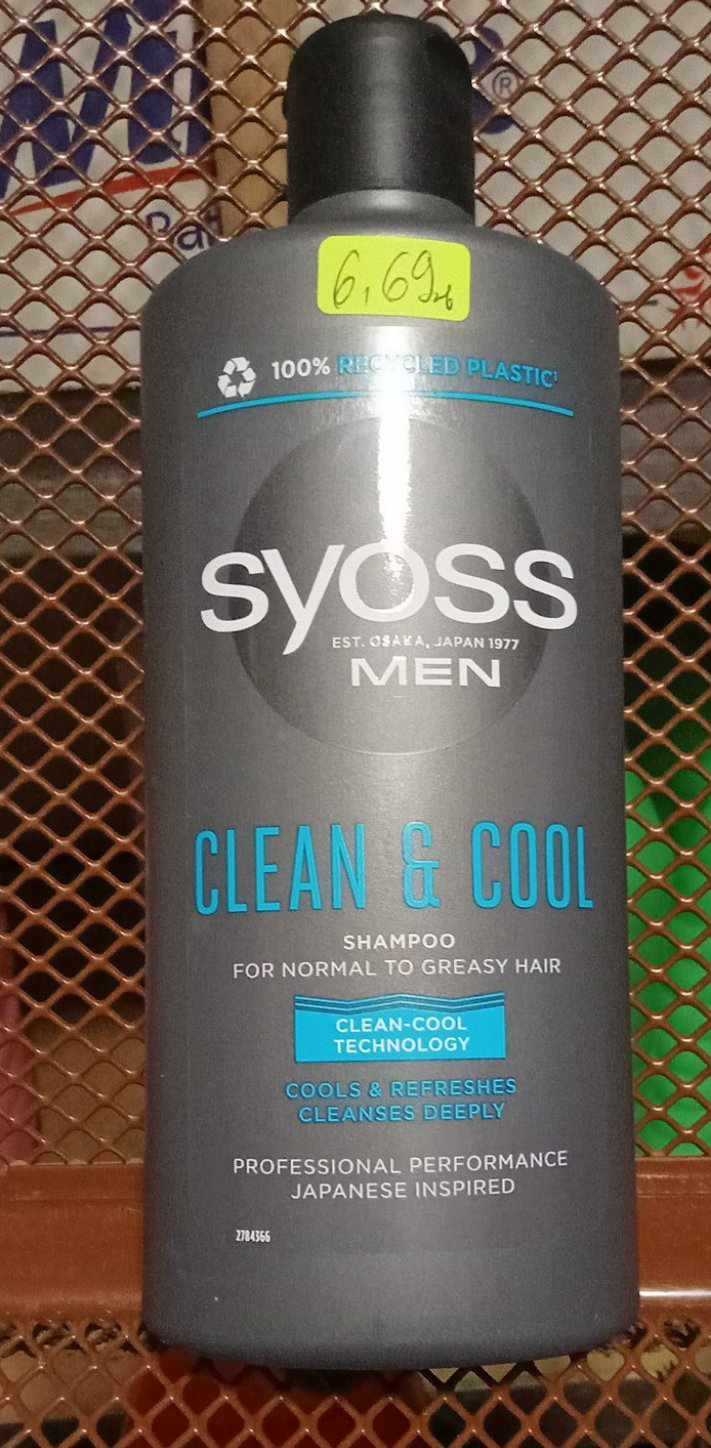 6,69
100% RECYCLED PLASTIC¹
syoss
EST. OSAKA, JAPAN 1977
MEN
CLEAN & COOL
SHAMPOO
FOR NORMAL TO GREASY HAIR
CLEAN-COOL
TECHNOLOGY
COOLS & REFRESHES
CLEANSES DEEPLY
PROFESSIONAL PERFORMANCE
JAPANESE INSPIRED
2784366